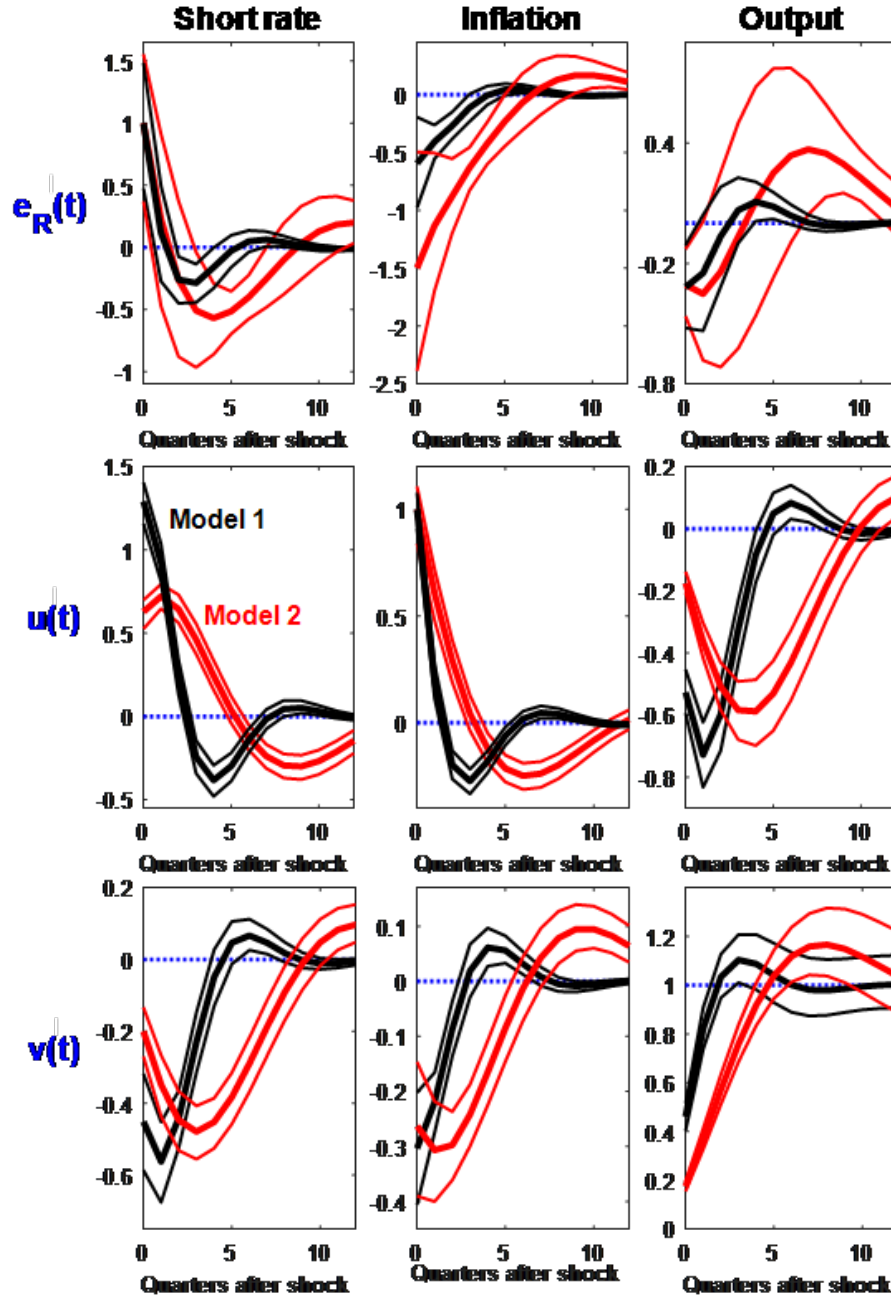 Short rate Inflation Output
1.5
1
0.5
0
-0.5
-1
0 5 10
Quarters after shock
0
-0.5
-1
-1.5
-2
-2.5
0 5 10
Quarters after shock
0.4
-0.2
-0.8
0 5 10
Quarters after shock
e_R(t)
1.5
1
0.5
0
-0.5
0 5 10
Quarters after shock
Model 1
Model 2
1
0.5
0
0 5 10
Quarters after shock
0.2
0
-0.2
-0.4
-0.6
-0.8
0 5 10
Quarters after shock
u(t)
0.2
0
-0.2
-0.4
-0.6
0 5 10
Quarters after shock
0.1
0
-0.1
-0.2
-0.3
-0.4
0 5 10
Quarters after shock
1.2
1
0.8
0.6
0.4
0.2
0
0 5 10
Quarters after shock
v(t)